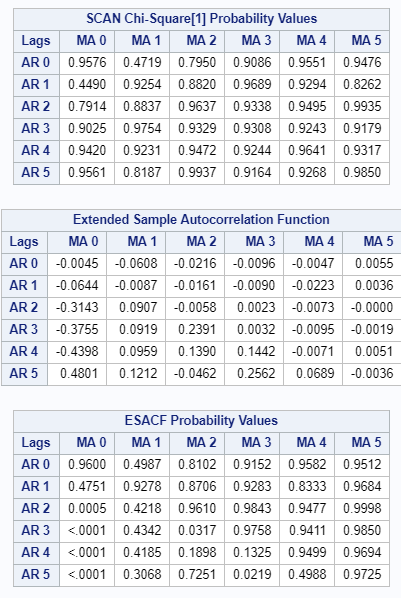 SCAN Chi-Square[1] Probability Values
Lags MA 0 MA 1 MA 2 MA 3 MA 4 MA 5
AR 0 0.9576 0.4719 0.7950 0.9086 0.9551 0.9476
AR 1 0.4490 0.9254 0.8820 0.9689 0.9294 0.8262
AR 2 0.7914 0.8837 0.9637 0.9338 0.9495 0.9935
AR 3 0.9025 0.9754 0.9329 0.9308 0.9243 0.9179
AR 4 0.9420 0.9231 0.9472 0.9244 0.9641 0.9317
AR 5 0.9561 0.8187 0.9937 0.9164 0.9268 0.9850
Extended Sample Autocorrelation Function
Lags MA 0 MA 1 MA 2 MA 3 MA 4 MA 5
AR 0 -0.0045 -0.0608 -0.0216 -0.0096 -0.0047 0.0055
AR 1 -0.0644 -0.0087 -0.0161 -0.0090 -0.0223 0.0036
AR 2 -0.3143 0.0907 -0.0058 0.0023 -0.0073 -0.0000
AR 3 -0.3755 0.0919 0.2391 0.0032 -0.0095 -0.0019
AR 4 -0.4398 0.0959 0.1390 0.1442 -0.0071 0.0051
AR 5 0.4801 0.1212 -0.0462 0.2562 0.0689 -0.0036
ESACF Probability Values
Lags MA 0 MA 1 MA 2 MA 3 MA 4 MA 5
AR 0 0.9600 0.4987 0.8102 0.9152 0.9582 0.9512
AR 1 0.4751 0.9278 0.8706 0.9283 0.8333 0.9684
AR 2 0.0005 0.4218 0.9610 0.9843 0.9477 0.9998
AR 3 <.0001 0.4342 0.0317 0.9758 0.9411 0.9850
AR 4 <.0001 0.4185 0.1898 0.1325 0.9499 0.9694
AR 5 <.0001 0.3068 0.7251 0.0219 0.4988 0.9725